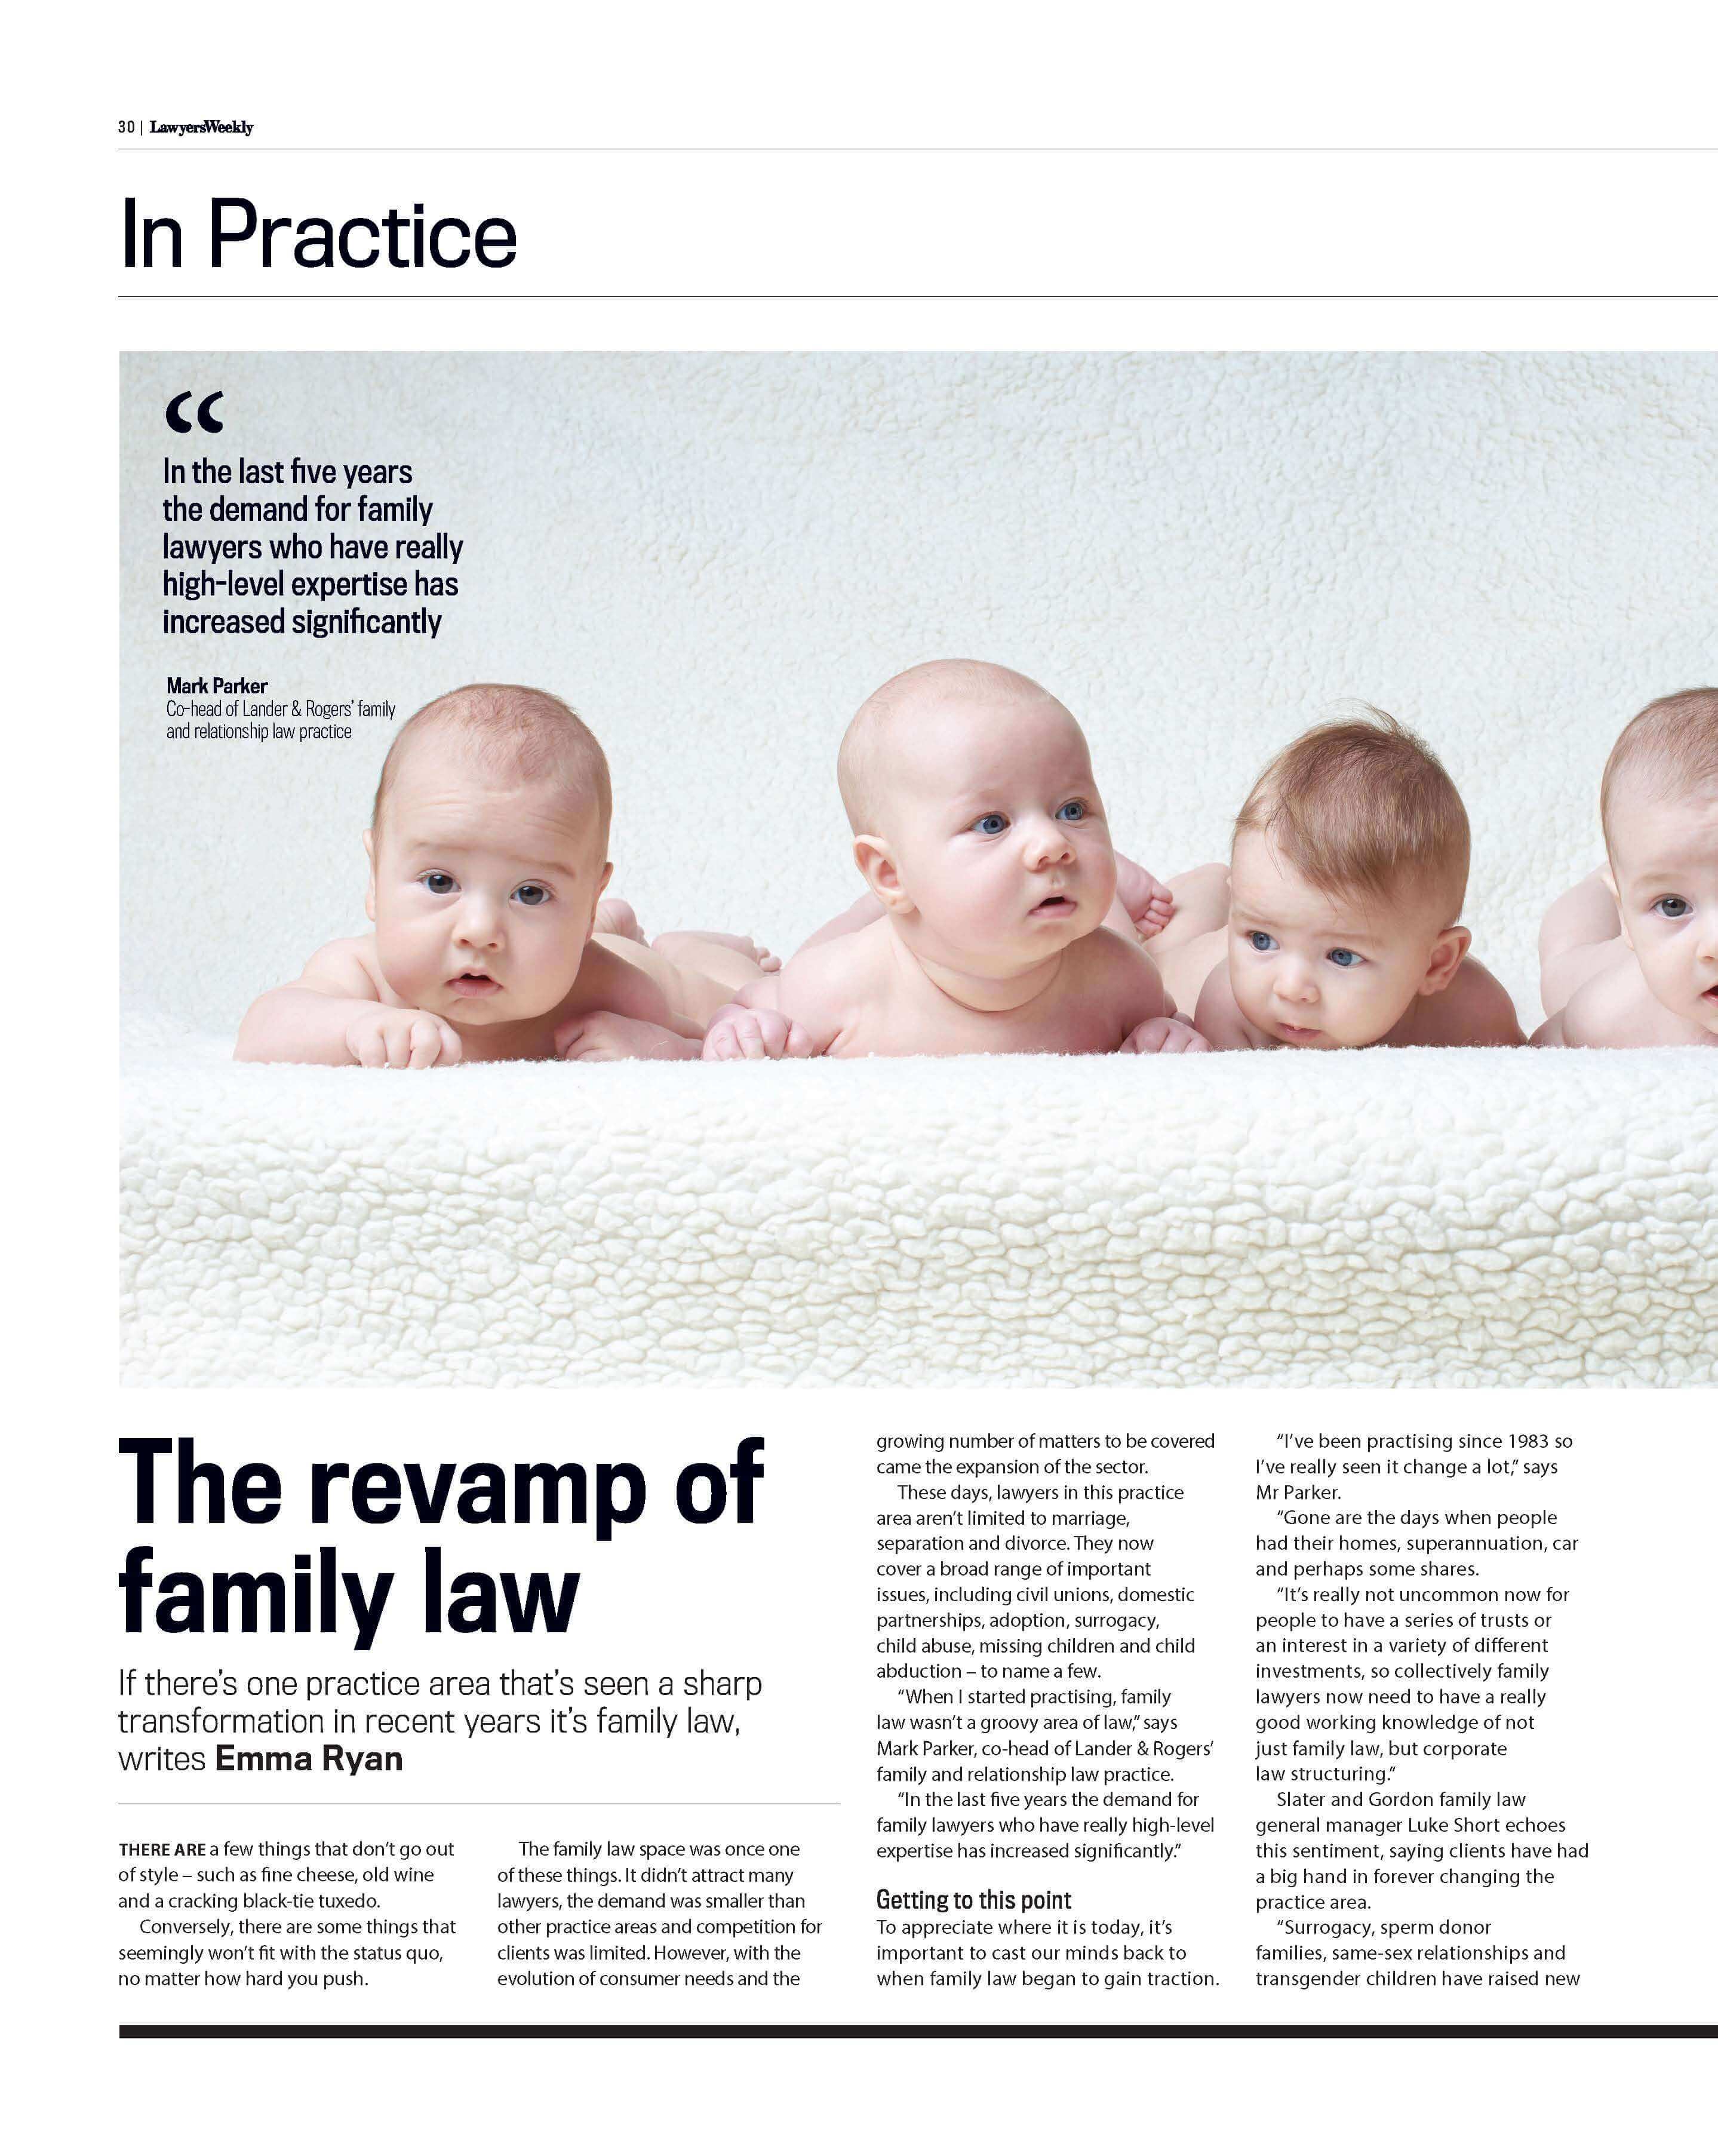 30 | LawyersWeekly
In Practice
“
In the last five years
the demand for family
lawyers who have really
high-level expertise has
increased significantly
Mark Parker
Co-head of Lander & Rogers’ family
and relationship law practice
The revamp of
family law
If there’s one practice area that’s seen a sharp
transformation in recent years it’s family law,
writes Emma Ryan
THERE ARE a few things that don’t go out
of style – such as fine cheese, old wine
and a cracking black-tie tuxedo.
Conversely, there are some things that
seemingly won’t fit with the status quo,
no matter how hard you push.
The family law space was once one
of these things. It didn’t attract many
lawyers, the demand was smaller than
other practice areas and competition for
clients was limited. However, with the
evolution of consumer needs and the
growing number of matters to be covered
came the expansion of the sector.
These days, lawyers in this practice
area aren’t limited to marriage,
separation and divorce. They now
cover a broad range of important
issues, including civil unions, domestic
partnerships, adoption, surrogacy,
child abuse, missing children and child
abduction – to name a few.
“When I started practising, family
law wasn’t a groovy area of law,” says
Mark Parker, co-head of Lander & Rogers’
family and relationship law practice.
“In the last five years the demand for
family lawyers who have really high-level
expertise has increased significantly.”
Getting to this point
To appreciate where it is today, it’s
important to cast our minds back to
when family law began to gain traction.
“I’ve been practising since 1983 so
I’ve really seen it change a lot,” says
Mr Parker.
“Gone are the days when people
had their homes, superannuation, car
and perhaps some shares.
“It’s really not uncommon now for
people to have a series of trusts or
an interest in a variety of different
investments, so collectively family
lawyers now need to have a really
good working knowledge of not
just family law, but corporate
law structuring.”
Slater and Gordon family law
general manager Luke Short echoes
this sentiment, saying clients have had
a big hand in forever changing the
practice area.
“Surrogacy, sperm donor
families, same-sex relationships and
transgender children have raised new